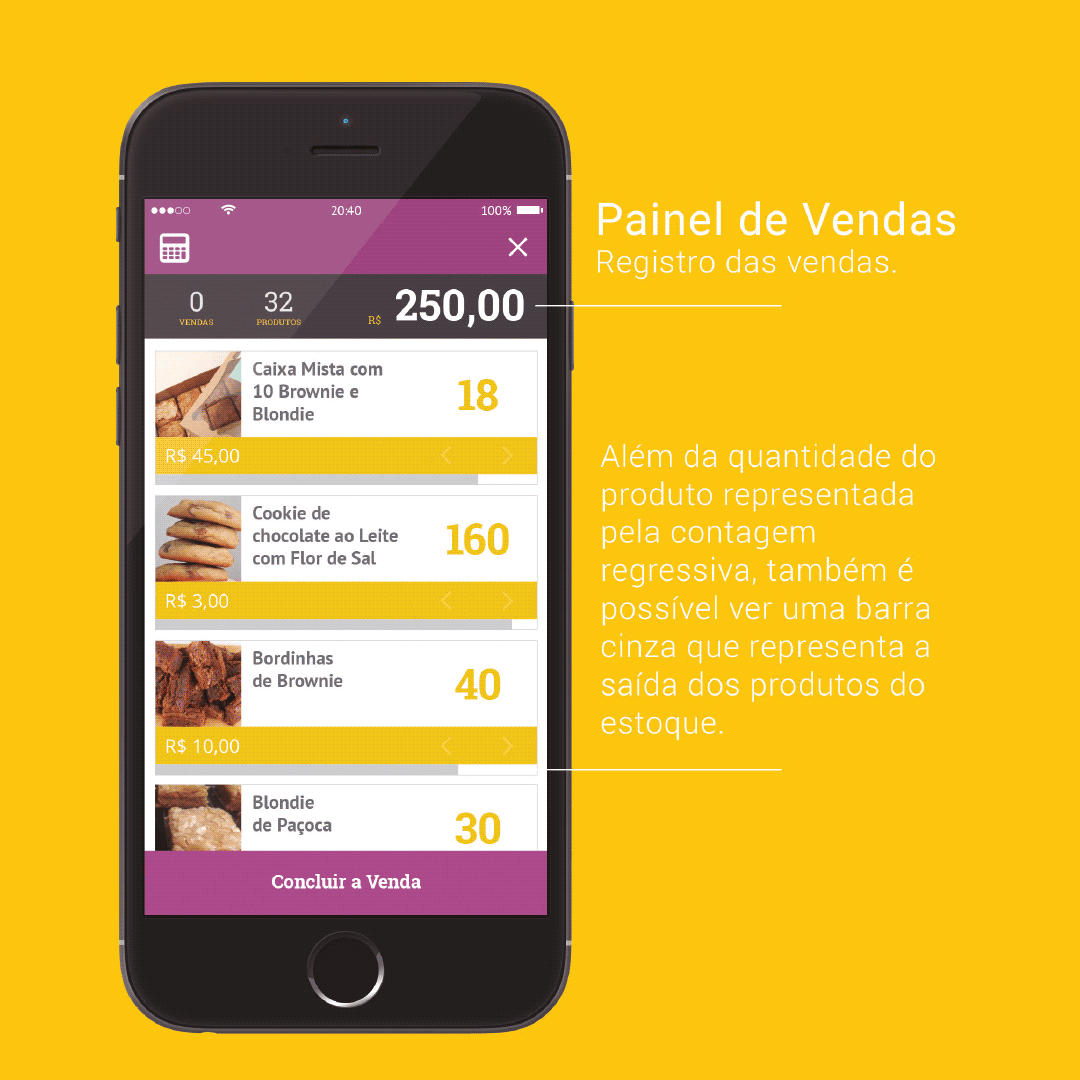 20:40
100%
Painel de Vendas
Registro das vendas.
0
VENDAS
32
PRODUTOS
R$ 250,00
Caixa Mista com
10 Brownie e
Blondie
18
R$ 45,00
Cookie de
chocolate ao Leite
com Flor de Sal
160
R$ 3,00
Bordinhas
de Brownie
40
R$ 10,00
Blondie
de Paçoca
30
Concluir a Venda
Além da quantidade do
produto representada
pela contagem
regressiva, também é
possível ver uma barra
cinza que representa a
saída dos produtos do
estoque.